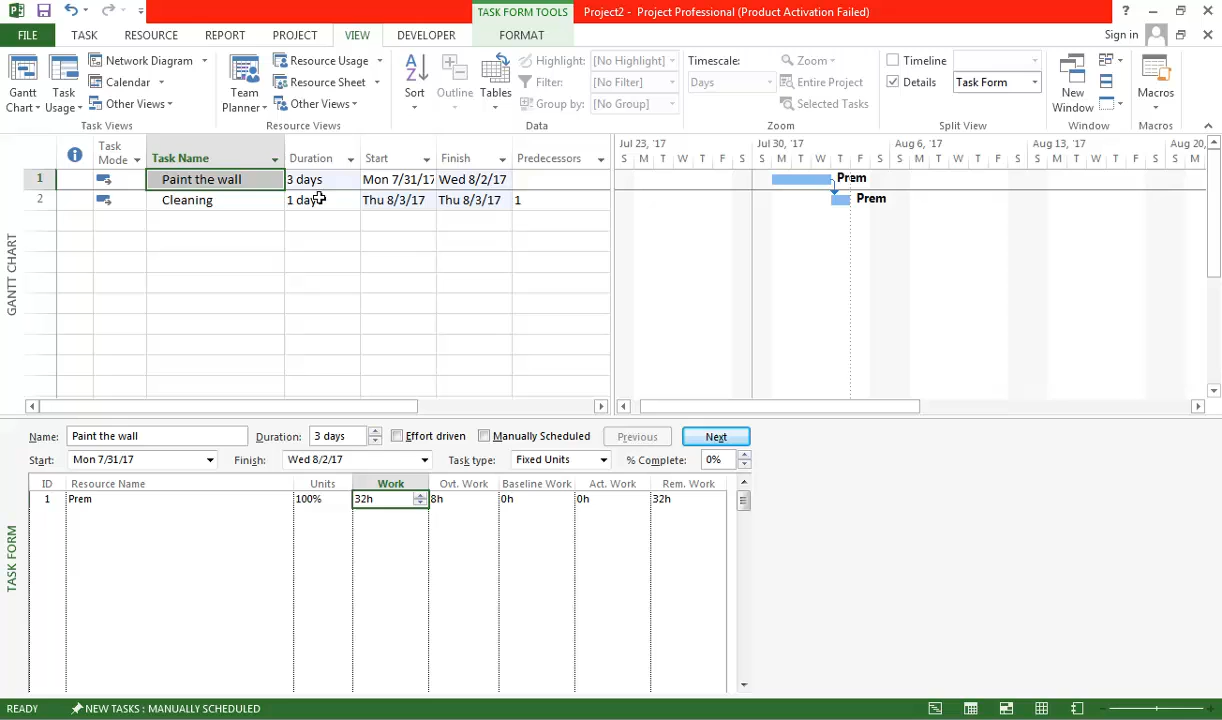 TASK FORM TOOLS
Project2 - Project Professional (Product Activation Failed)
FILE TASK RESOURCE REPORT PROJECT VIEW DEVELOPER FORMAT Sign in
Gantt Chart
Task Usage
Network Diagram
Calendar
Other Views
Task Views
Team Planner
Resource Usage
Resource Sheet
Other Views
Resource Views
Sort
Outline
Tables
Highlight: [No Highlight]
Filter: [No Filter]
Group by: [No Group]
Data
Timescale:
Days
Zoom
Entire Project
Selected Tasks
Zoom
Timeline
Details Task Form
Split View
New Window
Window
Macros
Macros
Task Mode Task Name Duration Start Finish Predecessors
1 Paint the wall 3 days Mon 7/31/17 Wed 8/2/17
2 Cleaning 1 day Thu 8/3/17 Thu 8/3/17 1
Jul 23, '17 Jul 30, '17 Aug 6, '17 Aug 13, '17 Aug 20,
S M T W T F S S M T W T F S S M T W T F S S M T W T F S S M
Prem
Prem
GANTT CHART
Name: Paint the wall Duration: 3 days Effort driven Manually Scheduled Previous Next
Start: Mon 7/31/17 Finish: Wed 8/2/17 Task type: Fixed Units % Complete: 0%
ID Resource Name Units Work Ovt. Work Baseline Work Act. Work Rem. Work
1 Prem 100% 32h 8h 0h 0h 32h
TASK FORM
READY NEW TASKS : MANUALLY SCHEDULED